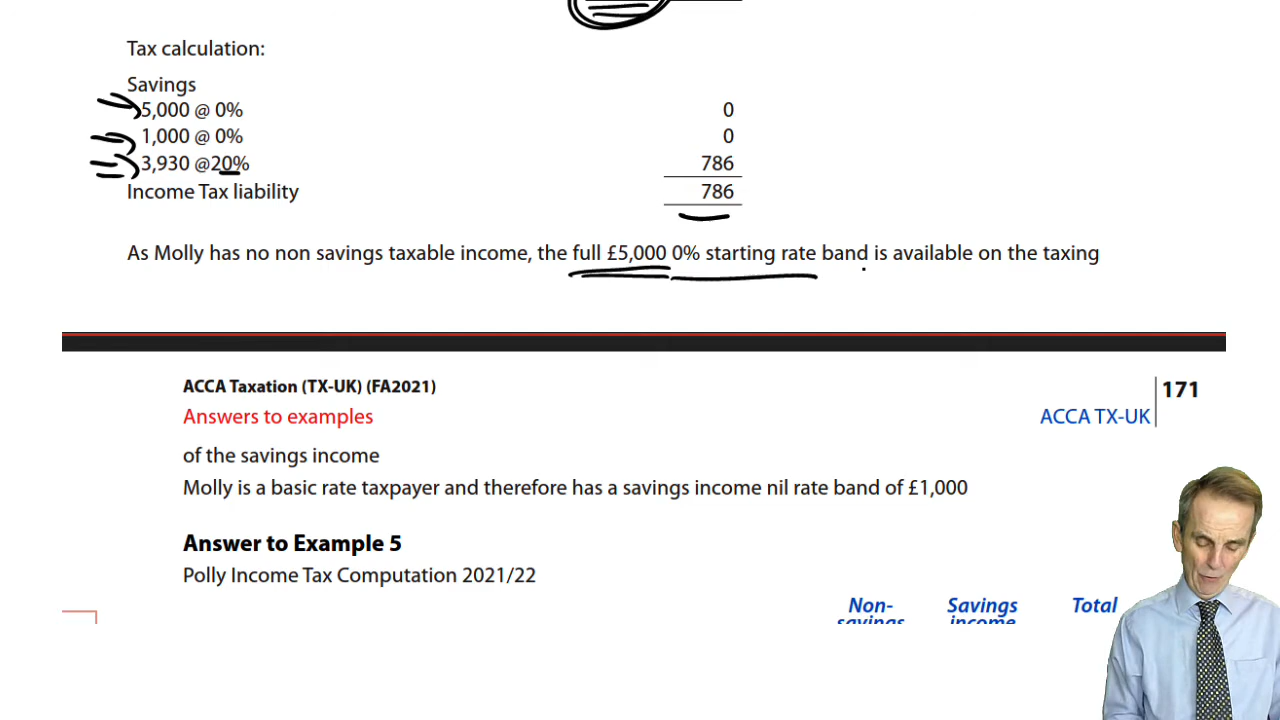 Tax calculation:
Savings
5,000 @ 0% 0
1,000 @ 0% 0
3,930 @20% 786
Income Tax liability 786
As Molly has no non savings taxable income, the full £5,000 0% starting rate band is available on the taxing
ACCA Taxation (TX-UK) (FA2021) 171
Answers to examples ACCA TX-UK
of the savings income
Molly is a basic rate taxpayer and therefore has a savings income nil rate band of £1,000
Answer to Example 5
Polly Income Tax Computation 2021/22
Non- Savings Total
savings income